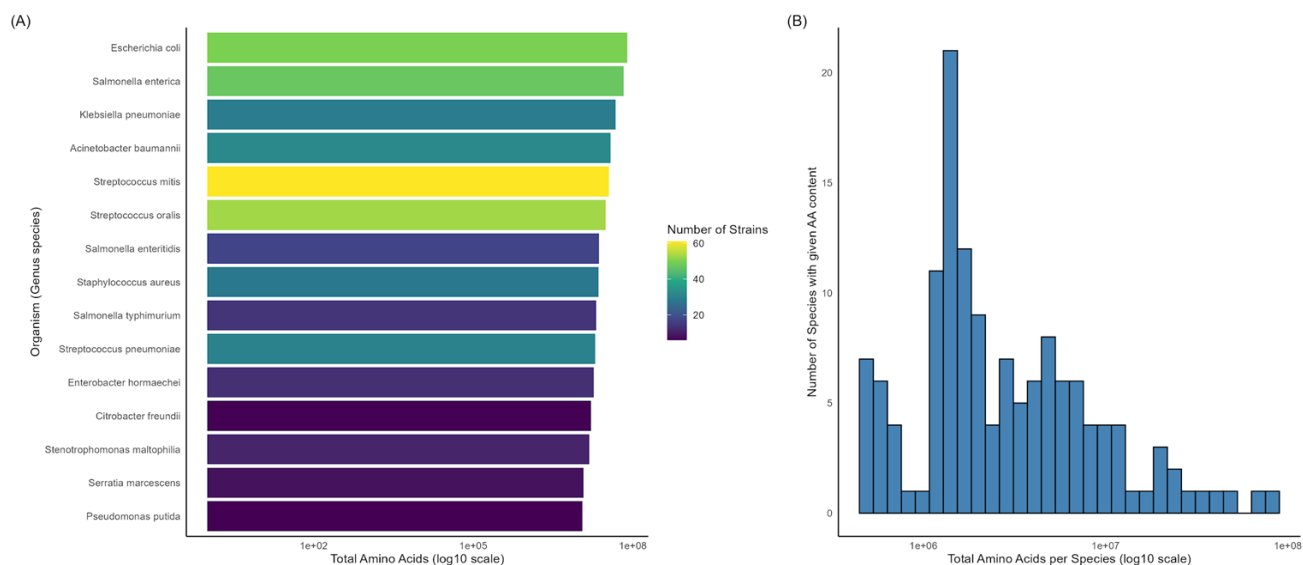 (A)
Escherichia coli
Salmonella enterica
Klebsiella pneumoniae
Acinetobacter baumannii
Streptococcus mitis
Streptococcus oralis
Salmonella enteritidis
Staphylococcus aureus
Salmonella typhimurium
Streptococcus pneumoniae
Enterobacter hormaechei
Citrobacter freundii
Stenotrophomonas maltophilia
Serratia marcescens
Pseudomonas putida
Organism (Genus species)
1e+02
1e+05
1e+08
Total Amino Acids (log10 scale)
Number of Strains
60
40
20
(B)
Number of Species with given AA content
20
15
10
5
0
1e+06
1e+07
1e+08
Total Amino Acids per Species (log10 scale)